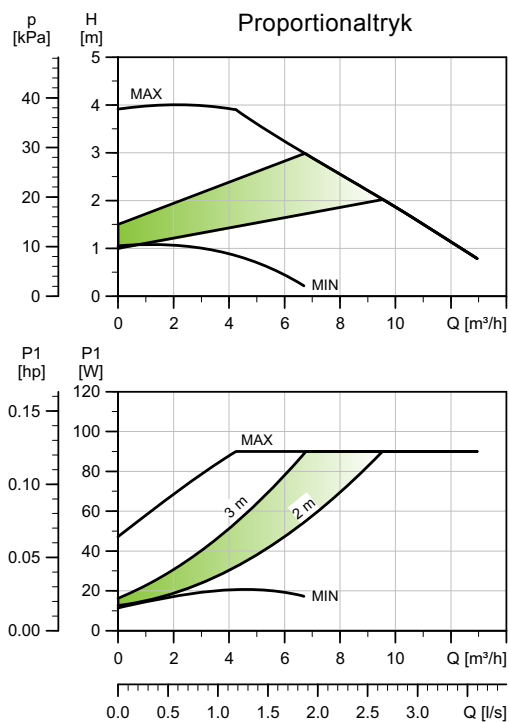 Proportionaltryk
p H
[kPa] [m]
5
MAX
40 4
30 3
20 2
10 1
MIN
0 0
0 2 4 6 8 10 Q [m³/h]
P1 P1
[hp] [W]
120
0.15
100
MAX
0.10 80
3 m 2 m
60
0.05 40
20
MIN
0.00 0
0 2 4 6 8 10 Q [m³/h]
0.0 0.5 1.0 1.5 2.0 2.5 3.0 Q [l/s]